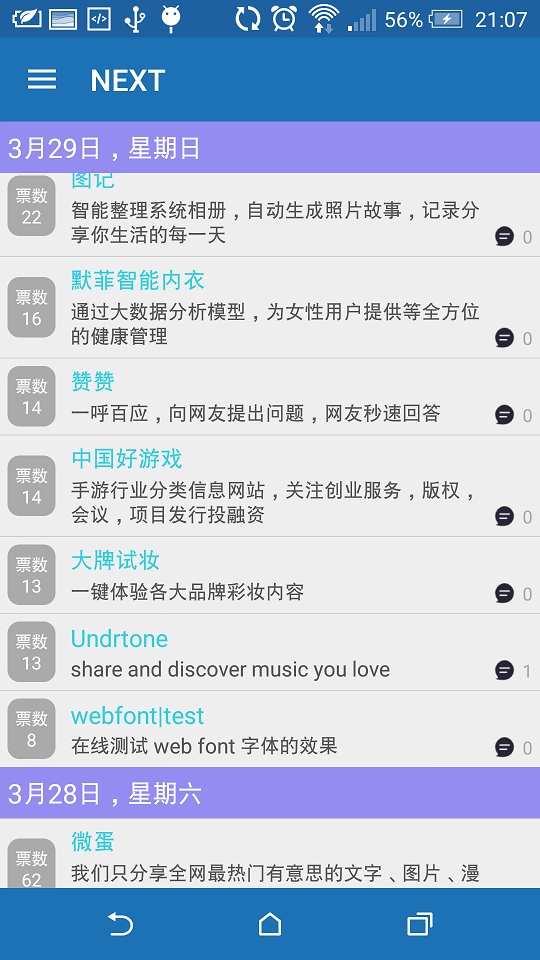 56% 21:07
NEXT
3月29日，星期日
图记
票数
22
智能整理系统相册，自动生成照片故事，记录分
享你生活的每一天
0
默菲智能内衣
票数
16
通过大数据分析模型，为女性用户提供等全方位
的健康管理
0
赞赞
票数
14
一呼百应，向网友提出问题，网友秒速回答
0
中国好游戏
票数
14
手游行业分类信息网站，关注创业服务，版权，
会议，项目发行投融资
0
大牌试妆
票数
13
一键体验各大品牌彩妆内容
0
Undrtone
票数
13
share and discover music you love
1
webfont|test
票数
8
在线测试 web font 字体的效果
0
3月28日，星期六
微蛋
票数
62
我们只分享全网最热门有意思的文字、图片、漫